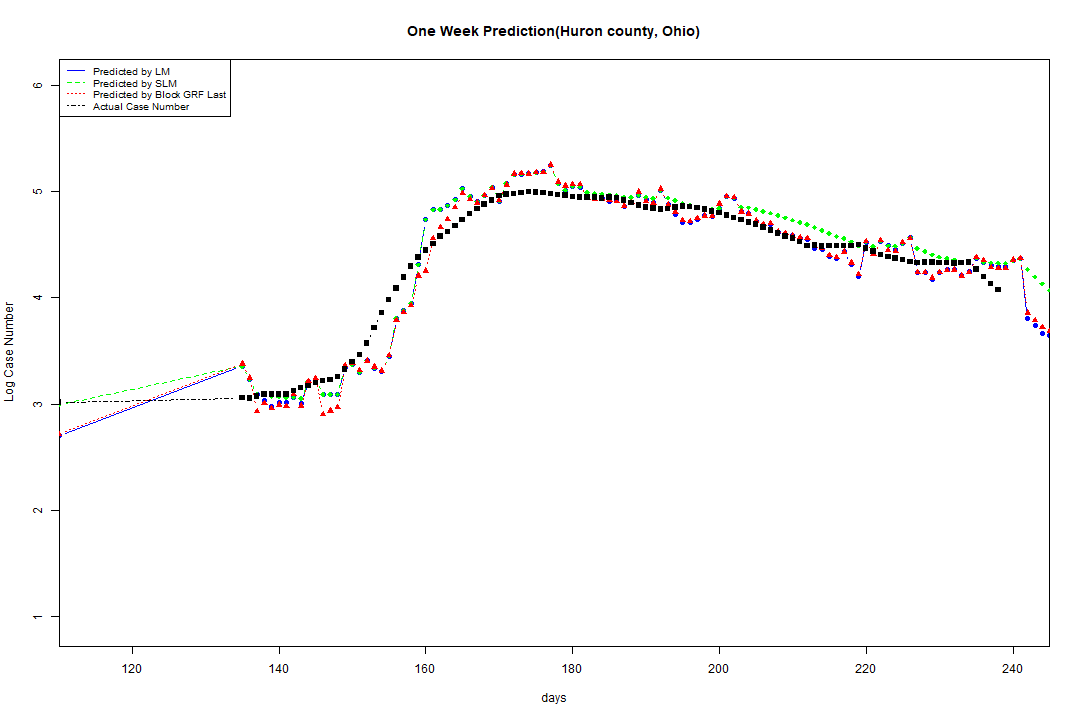 One Week Prediction(Huron county, Ohio)
Predicted by LM
Predicted by SLM
Predicted by Block GRF Last
Actual Case Number
6
5
4
3
2
1
Log Case Number
120 140 160 180 200 220 240
days